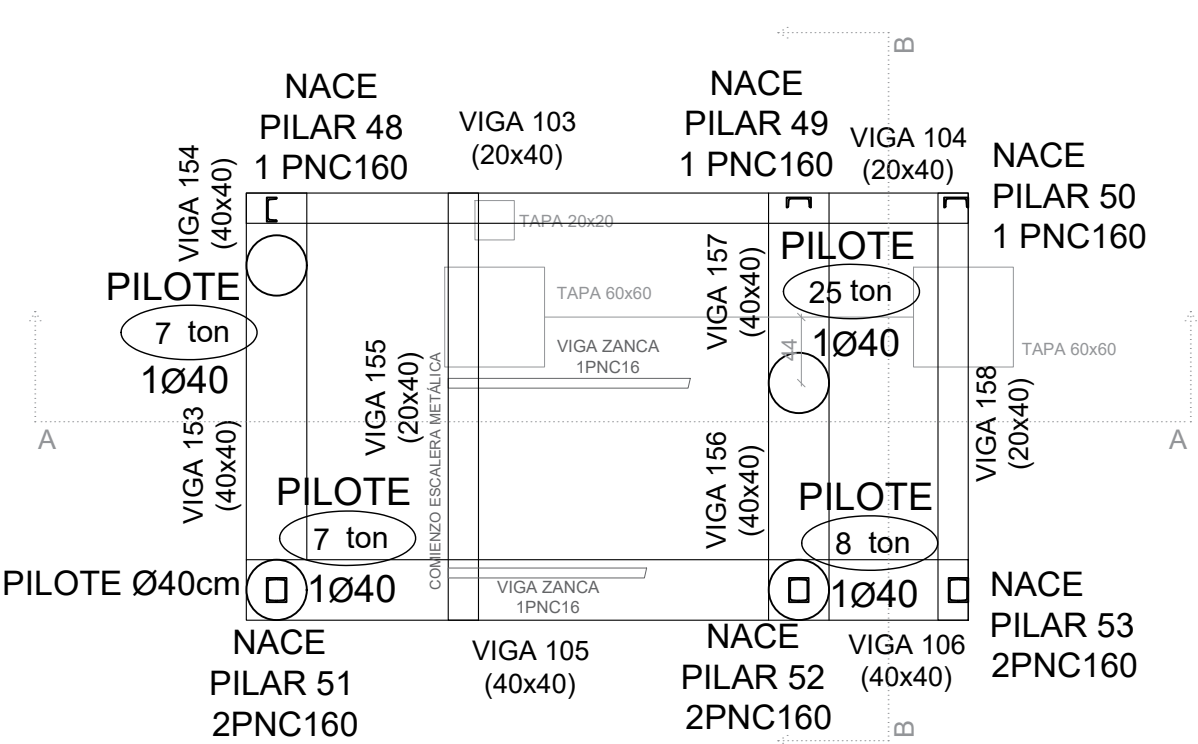 B
NACE
PILAR 48
1 PNC160
VIGA 103
(20x40)
NACE
PILAR 49
1 PNC160
VIGA 104
(20x40)
NACE
PILAR 50
1 PNC160
VIGA 154
(40x40)
TAPA 20x20
VIGA 157
(40x40)
PILOTE
25 ton
1Ø40
PILOTE
7 ton
1Ø40
TAPA 60x60
VIGA ZANCA
1PNC16
44
TAPA 60x60
VIGA 155
(20x40)
COMIENZO ESCALERA METÁLICA
VIGA 158
(20x40)
A
A
VIGA 153
(40x40)
VIGA 156
(40x40)
PILOTE
7 ton
1Ø40
PILOTE
8 ton
1Ø40
PILOTE Ø40cm
VIGA ZANCA
1PNC16
NACE
PILAR 51
2PNC160
VIGA 105
(40x40)
NACE
PILAR 52
2PNC160
VIGA 106
(40x40)
NACE
PILAR 53
2PNC160
B